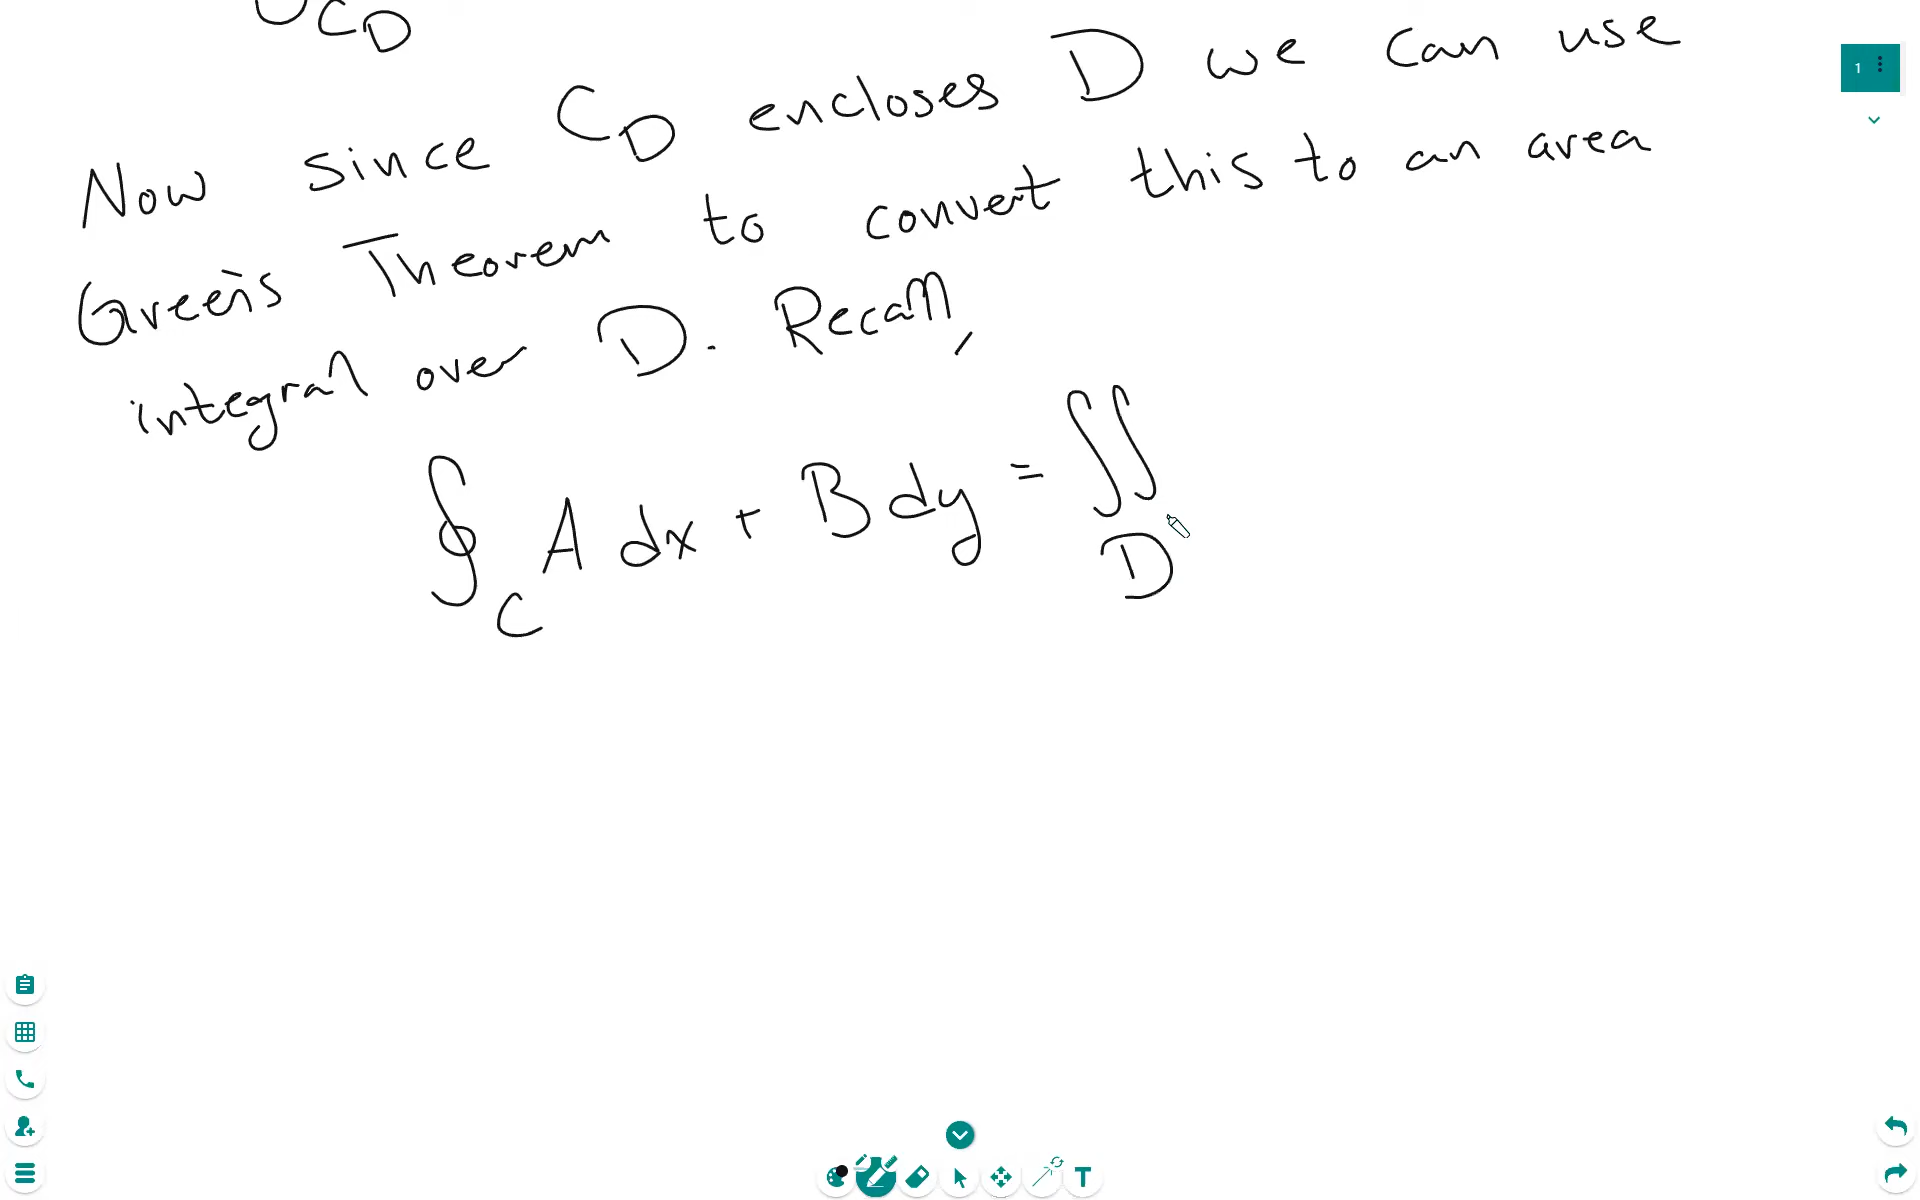 C_D
Now since C_D encloses D we can use
Green's Theorem to convert this to an area
integral over D. Recall,
∮_C A dx + B dy = ∬_D
1
T